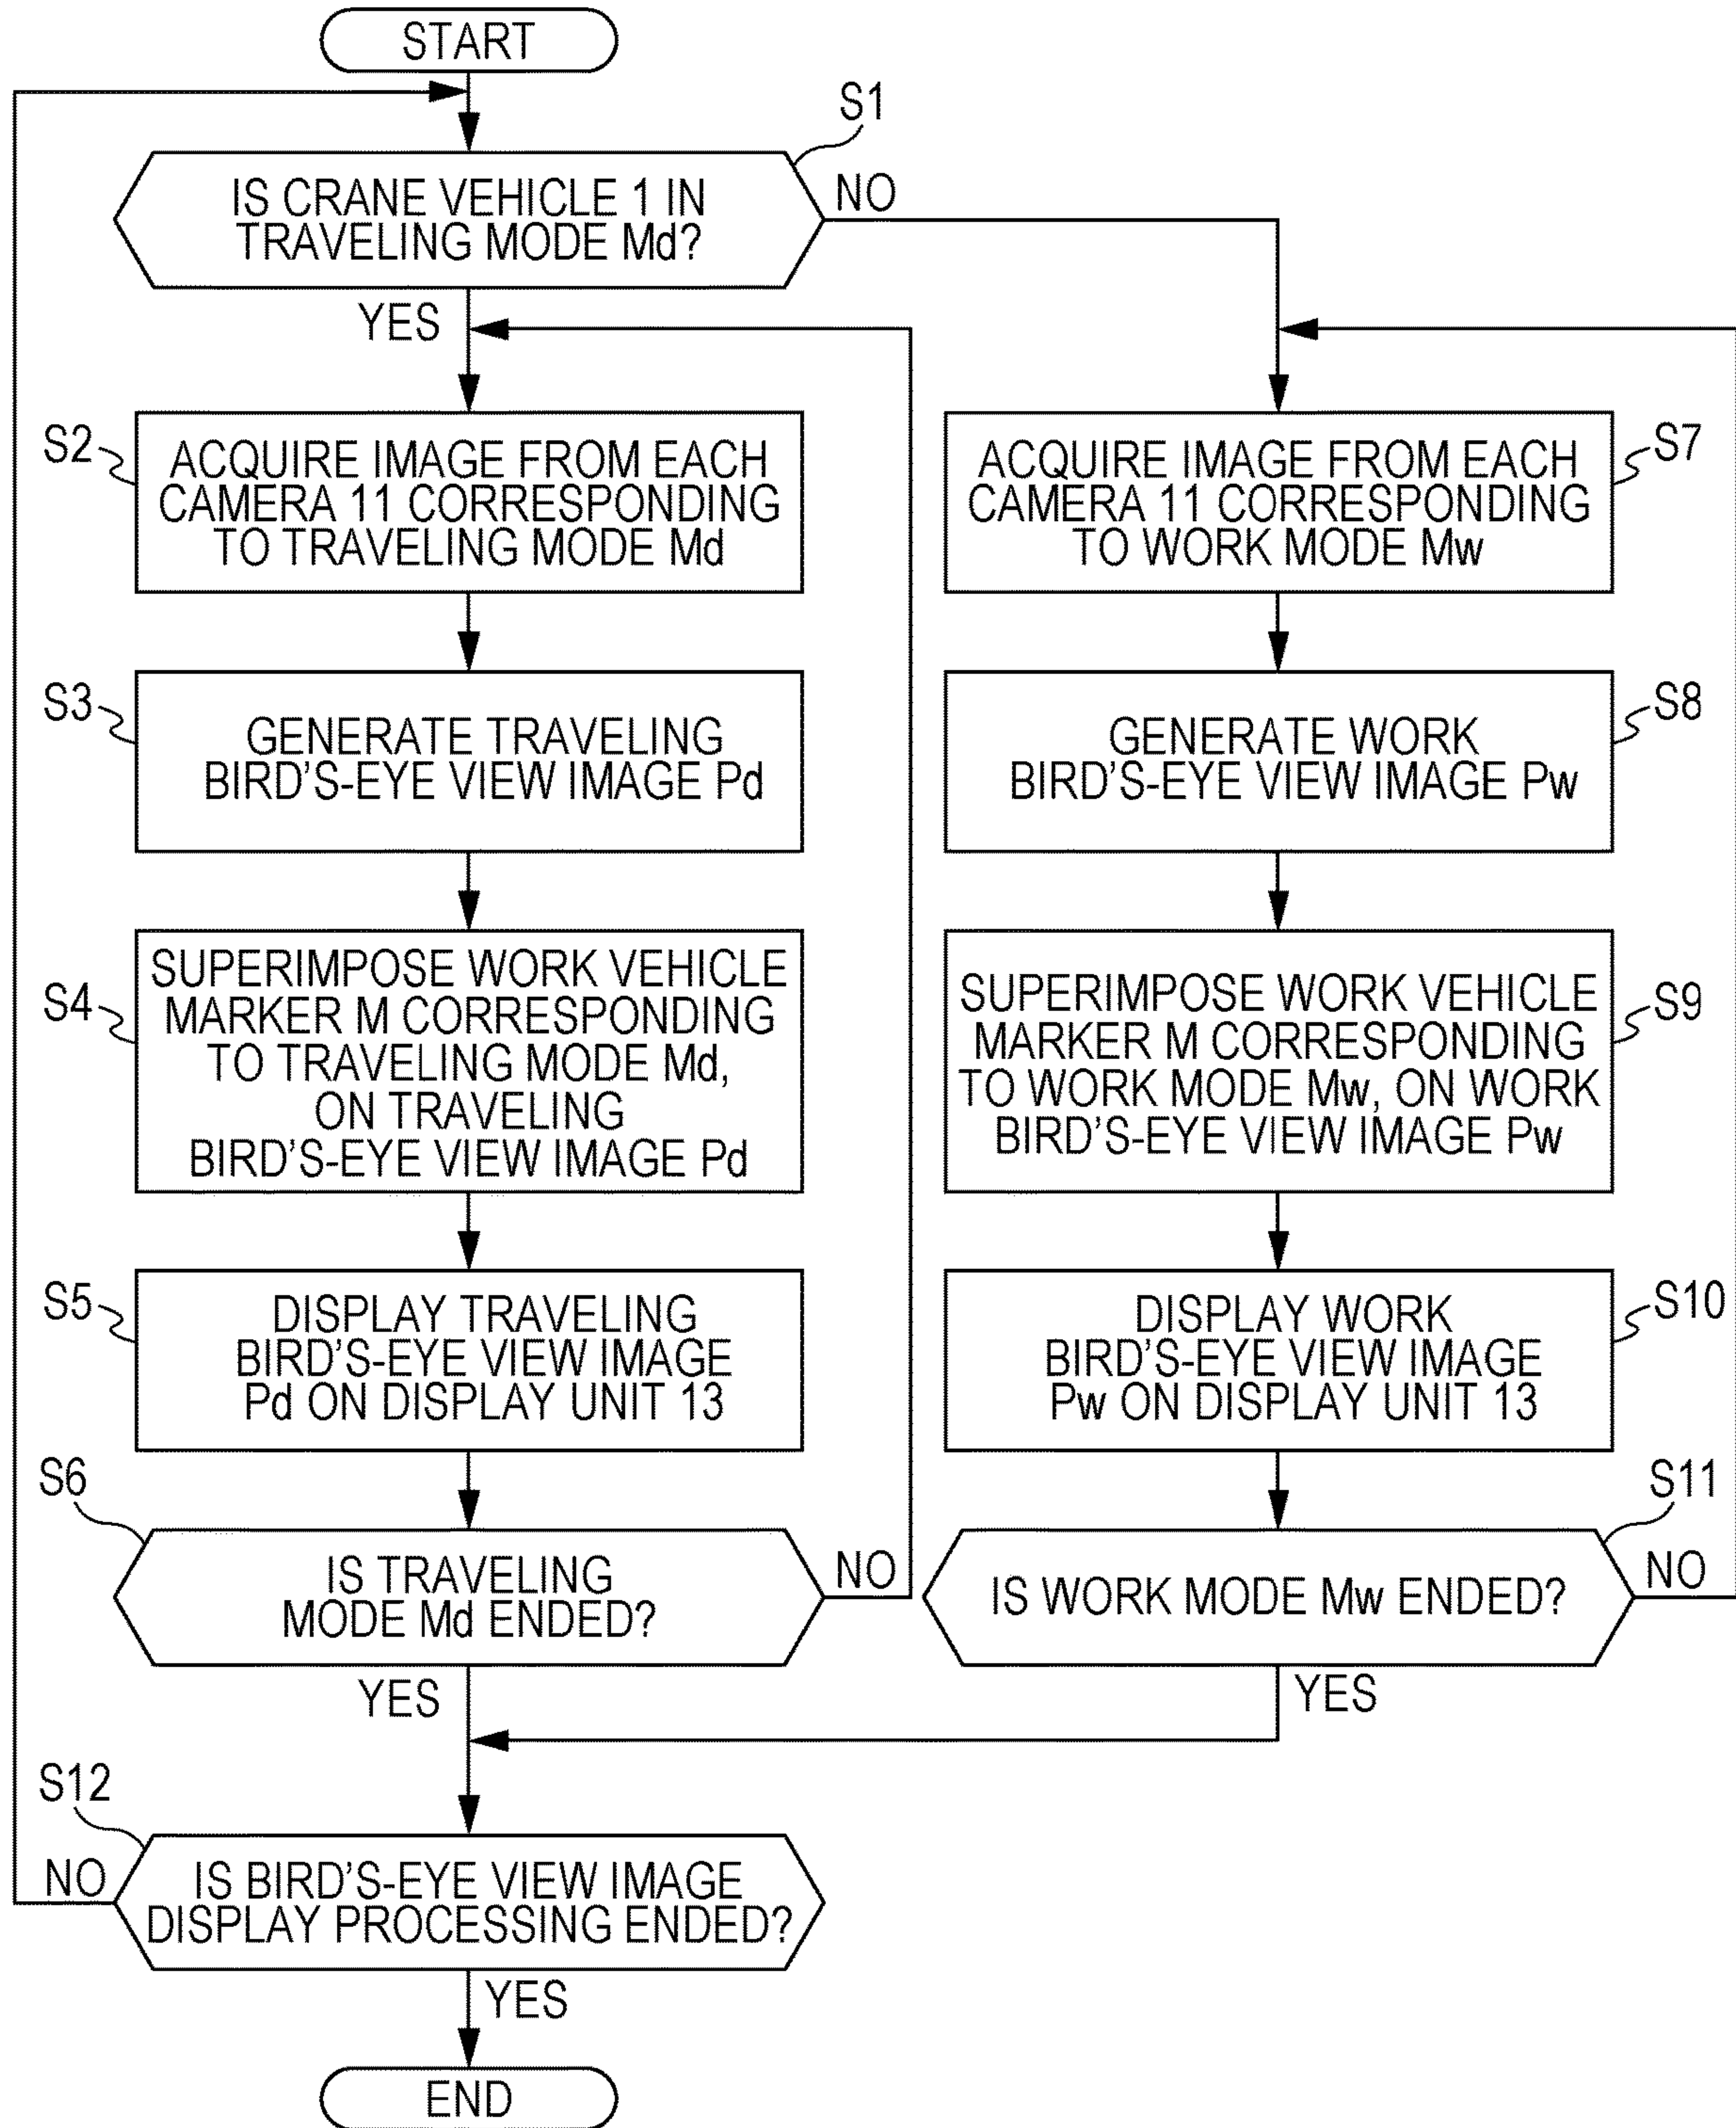 START
S1
IS CRANE VEHICLE 1 IN
TRAVELING MODE Md?
NO
YES
S2
ACQUIRE IMAGE FROM EACH
CAMERA 11 CORRESPONDING
TO TRAVELING MODE Md
S3
GENERATE TRAVELING
BIRD'S-EYE VIEW IMAGE Pd
S4
SUPERIMPOSE WORK VEHICLE
MARKER M CORRESPONDING
TO TRAVELING MODE Md,
ON TRAVELING
BIRD'S-EYE VIEW IMAGE Pd
S5
DISPLAY TRAVELING
BIRD'S-EYE VIEW IMAGE
Pd ON DISPLAY UNIT 13
S6
IS TRAVELING
MODE Md ENDED?
NO
YES
S7
ACQUIRE IMAGE FROM EACH
CAMERA 11 CORRESPONDING
TO WORK MODE Mw
S8
GENERATE WORK
BIRD'S-EYE VIEW IMAGE Pw
S9
SUPERIMPOSE WORK VEHICLE
MARKER M CORRESPONDING
TO WORK MODE Mw, ON WORK
BIRD'S-EYE VIEW IMAGE Pw
S10
DISPLAY WORK
BIRD'S-EYE VIEW IMAGE
Pw ON DISPLAY UNIT 13
S11
IS WORK MODE Mw ENDED?
NO
YES
S12
IS BIRD'S-EYE VIEW IMAGE
DISPLAY PROCESSING ENDED?
NO
YES
END